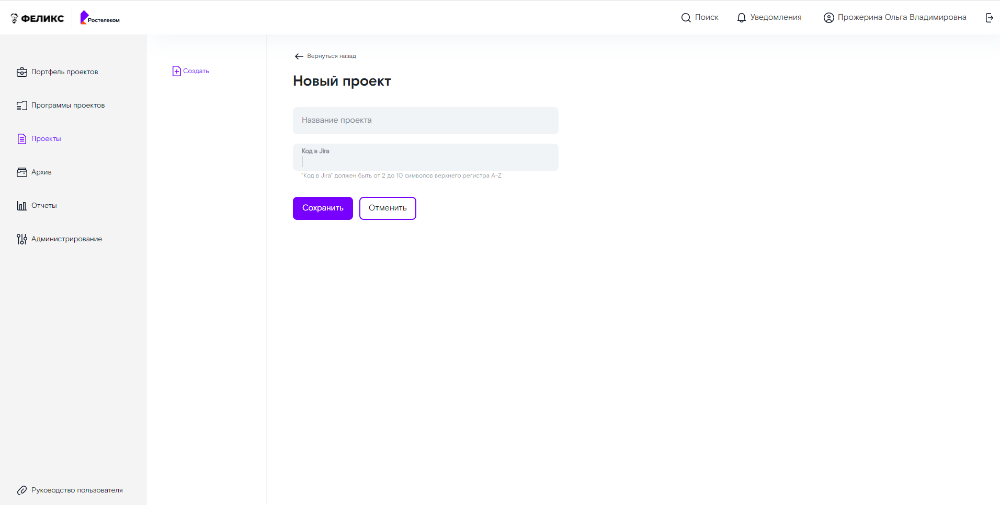 ФЕЛИКС
Ростелеком
Поиск
Уведомления
Прожерина Ольга Владимировна
Портфель проектов
Программы проектов
Проекты
Архив
Отчеты
Администрирование
Руководство пользователя
Создать
Вернуться назад
Новый проект
Название проекта
Код в Jira
"Код в Jira" должен быть от 2 до 10 символов верхнего регистра A-Z
Сохранить
Отменить